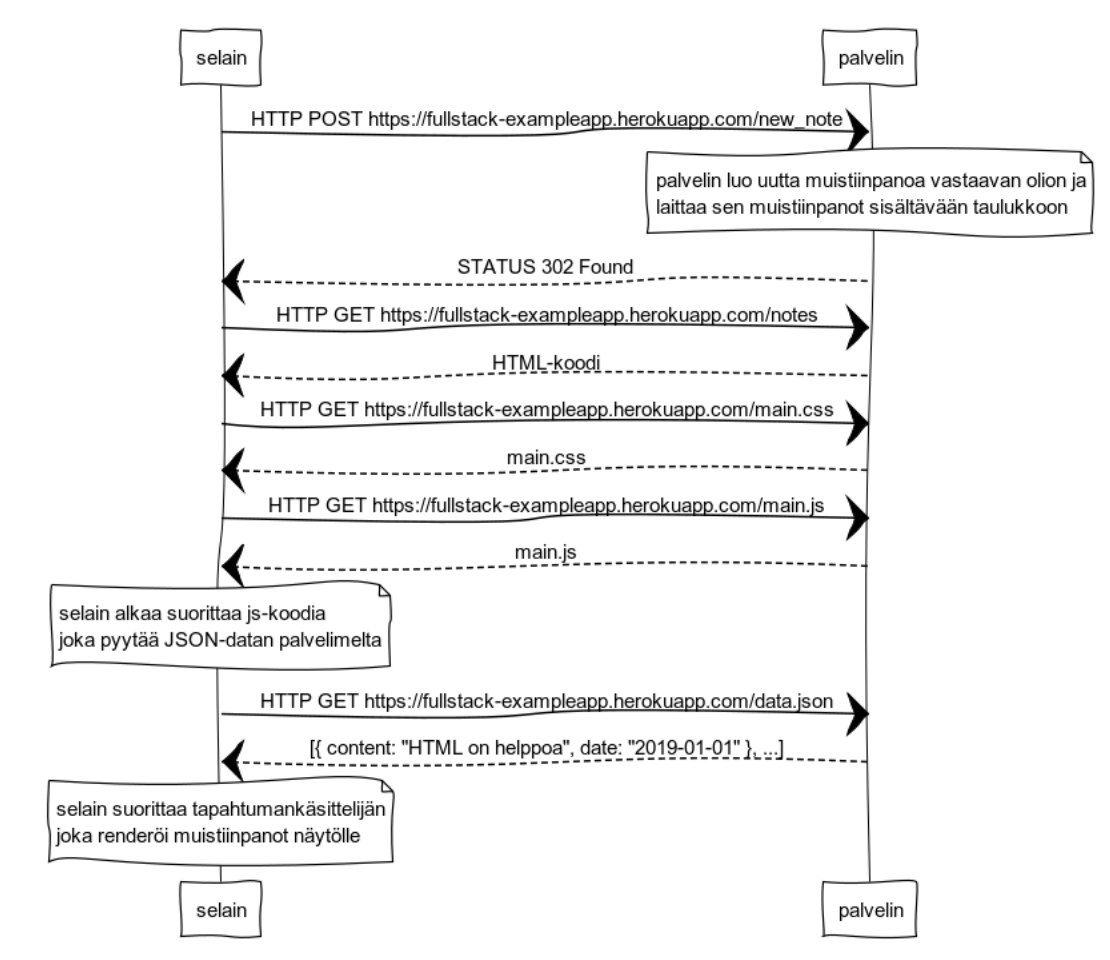 selain
palvelin
HTTP POST https://fullstack-exampleapp.herokuapp.com/new_note
palvelin luo uutta muistiinpanoa vastaavan olion ja
laittaa sen muistiinpanot sisältävään taulukkoon
STATUS 302 Found
HTTP GET https://fullstack-exampleapp.herokuapp.com/notes
HTML-koodi
HTTP GET https://fullstack-exampleapp.herokuapp.com/main.css
main.css
HTTP GET https://fullstack-exampleapp.herokuapp.com/main.js
main.js
selain alkaa suorittaa js-koodia
joka pyytää JSON-datan palvelimelta
HTTP GET https://fullstack-exampleapp.herokuapp.com/data.json
[{ content: "HTML on helppoa", date: "2019-01-01" }, ...]
selain suorittaa tapahtumankäsittelijän
joka renderöi muistiinpanot näytölle
selain
palvelin